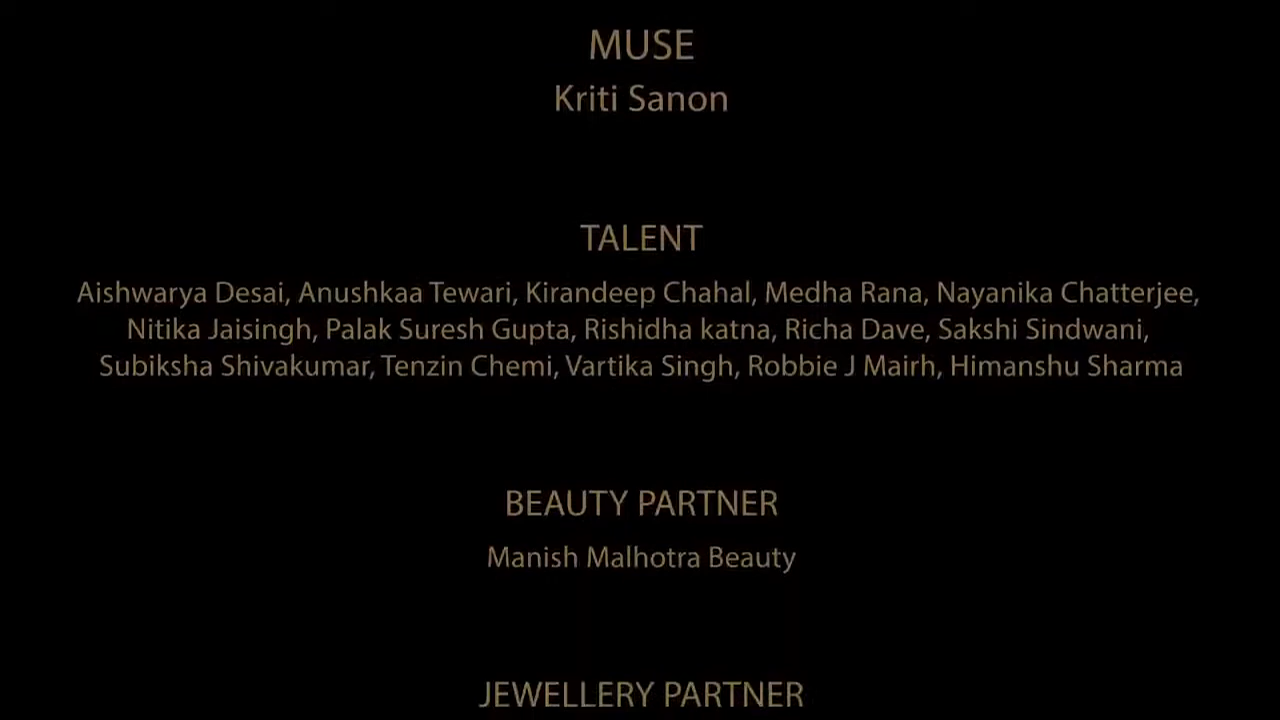 MUSE
Kriti Sanon
TALENT
Aishwarya Desai, Anushkaa Tewari, Kirandeep Chahal, Medha Rana, Nayanika Chatterjee,
Nitika Jaisingh, Palak Suresh Gupta, Rishidha katna, Richa Dave, Sakshi Sindwani,
Subiksha Shivakumar, Tenzin Chemi, Vartika Singh, Robbie J Mairh, Himanshu Sharma
BEAUTY PARTNER
Manish Malhotra Beauty
JEWELLERY PARTNER